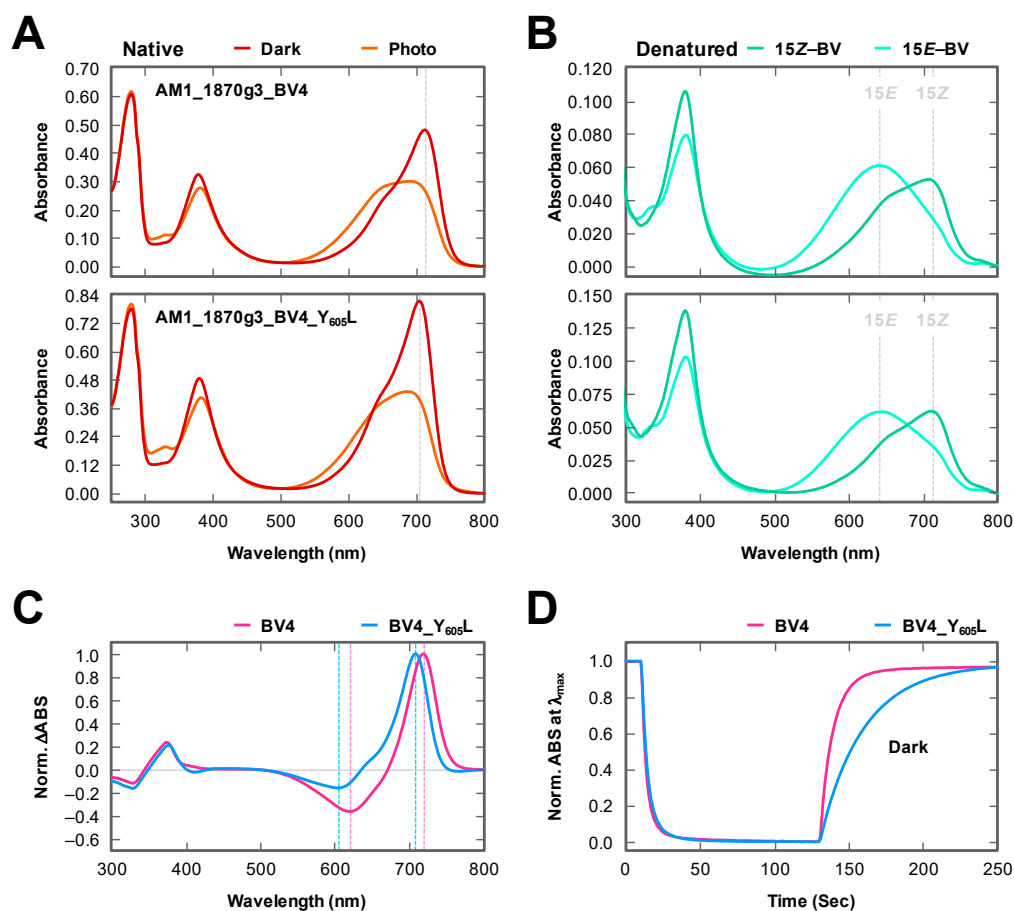 A
Native Dark Photo
AM1_1870g3_BV4
Absorbance
0.70
0.60
0.50
0.40
0.30
0.20
0.10
0.00
AM1_1870g3_BV4_Y605L
Absorbance
0.84
0.72
0.60
0.48
0.36
0.24
0.12
0.00
300 400 500 600 700 800
Wavelength (nm)
B
Denatured 15Z–BV 15E–BV
15E 15Z
Absorbance
0.120
0.100
0.080
0.060
0.040
0.020
0.000
15E 15Z
Absorbance
0.150
0.125
0.100
0.075
0.050
0.025
0.000
300 400 500 600 700 800
Wavelength (nm)
C
BV4 BV4_Y605L
Norm. ΔABS
1.0
0.8
0.6
0.4
0.2
0.0
–0.2
–0.4
–0.6
300 400 500 600 700 800
Wavelength (nm)
D
BV4 BV4_Y605L
Norm. ABS at λmax
1.0
0.8
0.6
0.4
0.2
0.0
Dark
0 50 100 150 200 250
Time (Sec)